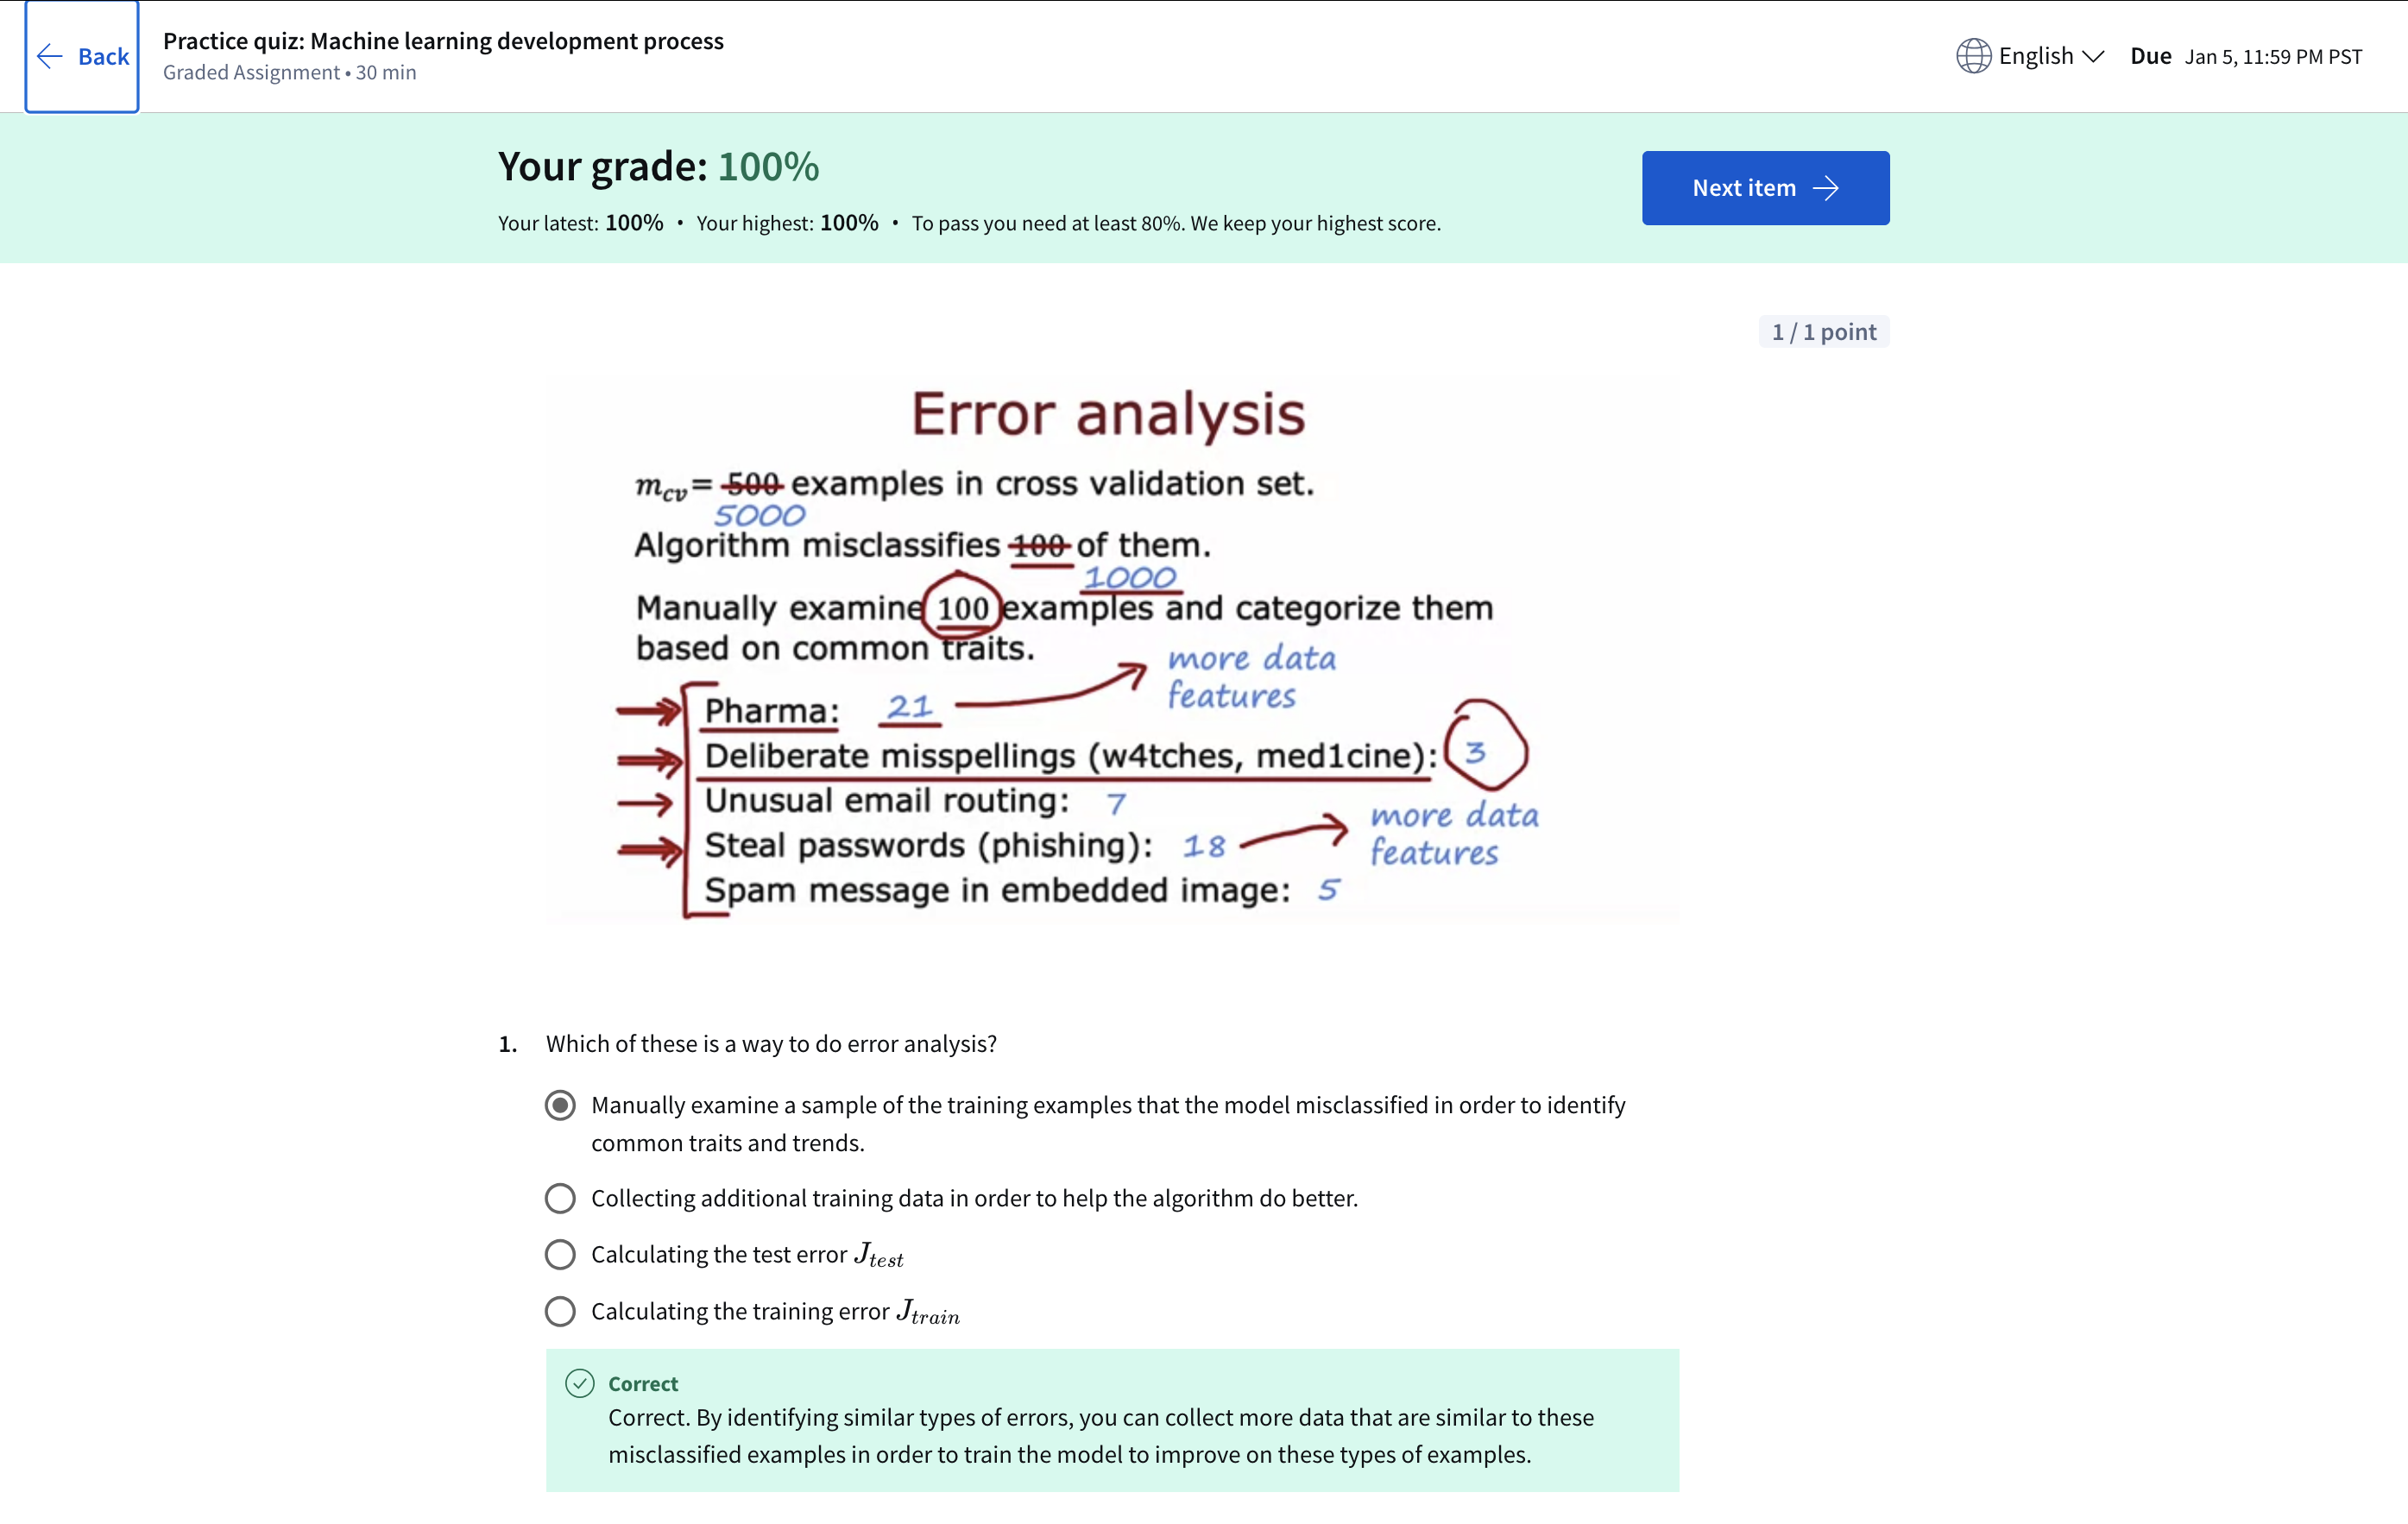 Back
Practice quiz: Machine learning development process
Graded Assignment • 30 min
English
Due Jan 5, 11:59 PM PST
Your grade: 100%
Your latest: 100% • Your highest: 100% • To pass you need at least 80%. We keep your highest score.
Next item
1 / 1 point
Error analysis
m_cv = 500 examples in cross validation set.
5000
Algorithm misclassifies 100 of them.
1000
Manually examine 100 examples and categorize them
based on common traits.
more data
features
Pharma: 21
Deliberate misspellings (w4tches, med1cine): 3
Unusual email routing: 7
more data
features
Steal passwords (phishing): 18
Spam message in embedded image: 5
1. Which of these is a way to do error analysis?
Manually examine a sample of the training examples that the model misclassified in order to identify
common traits and trends.
Collecting additional training data in order to help the algorithm do better.
Calculating the test error J_test
Calculating the training error J_train
Correct
Correct. By identifying similar types of errors, you can collect more data that are similar to these
misclassified examples in order to train the model to improve on these types of examples.